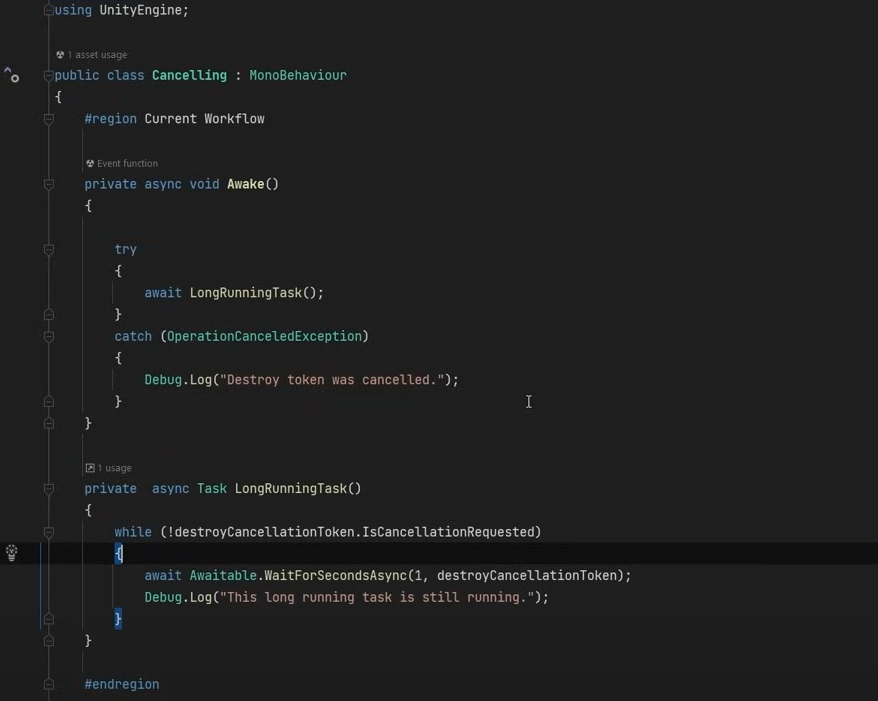 using UnityEngine;
1 asset usage
public class Cancelling : MonoBehaviour
{
#region Current Workflow
Event function
private async void Awake()
{
try
{
await LongRunningTask();
}
catch (OperationCanceledException)
{
Debug.Log("Destroy token was cancelled.");
}
}
1 usage
private  async Task LongRunningTask()
{
while (!destroyCancellationToken.IsCancellationRequested)
{
await Awaitable.WaitForSecondsAsync(1, destroyCancellationToken);
Debug.Log("This long running task is still running.");
}
}
#endregion